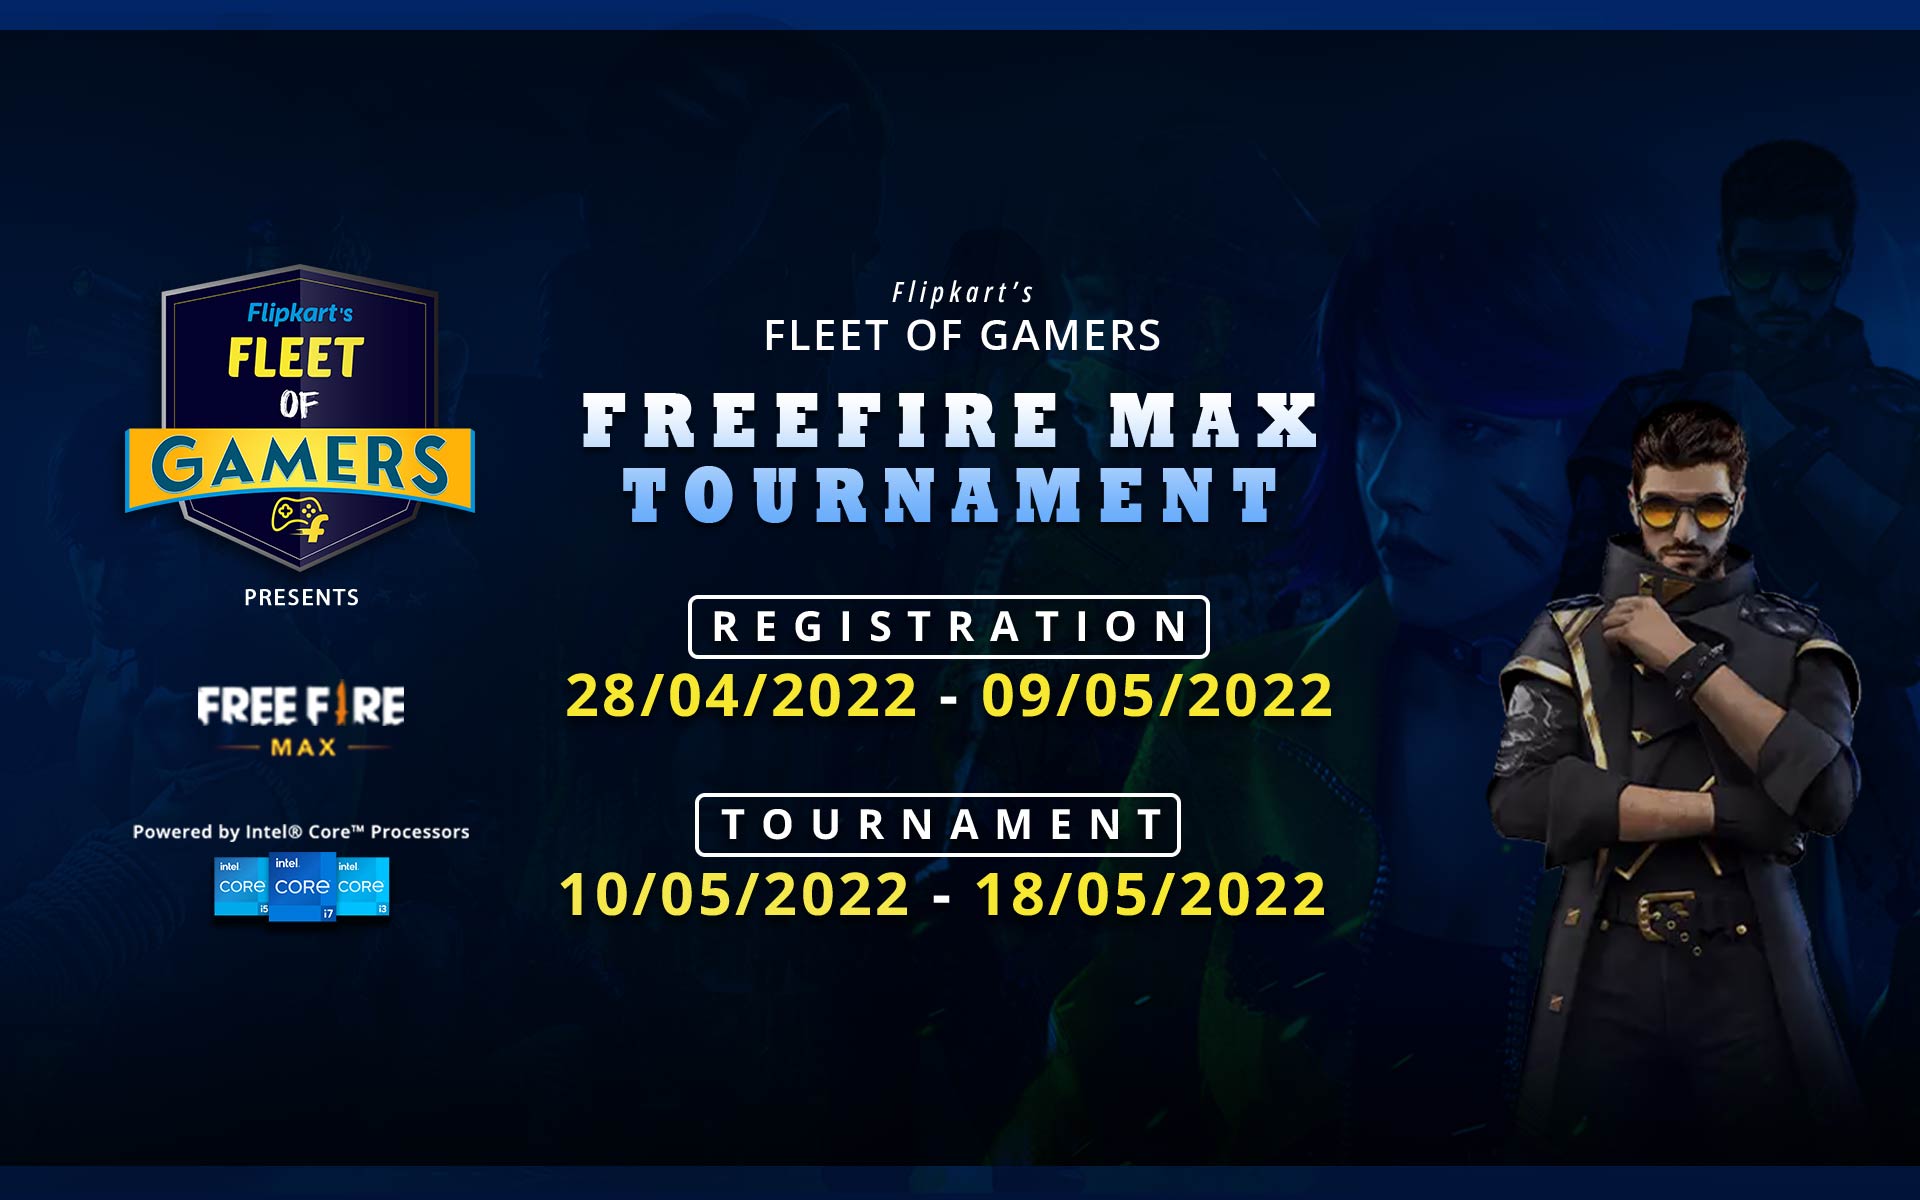 Flipkart's
FLEET
OF
GAMERS
PRESENTS
FREE FIRE
MAX
Powered by Intel® Core™ Processors
intel. intel. intel.
CORE CORE CORE
i5 i7 i3
Flipkart's
FLEET OF GAMERS
FREEFIRE MAX
TOURNAMENT
REGISTRATION
28/04/2022 - 09/05/2022
TOURNAMENT
10/05/2022 - 18/05/2022